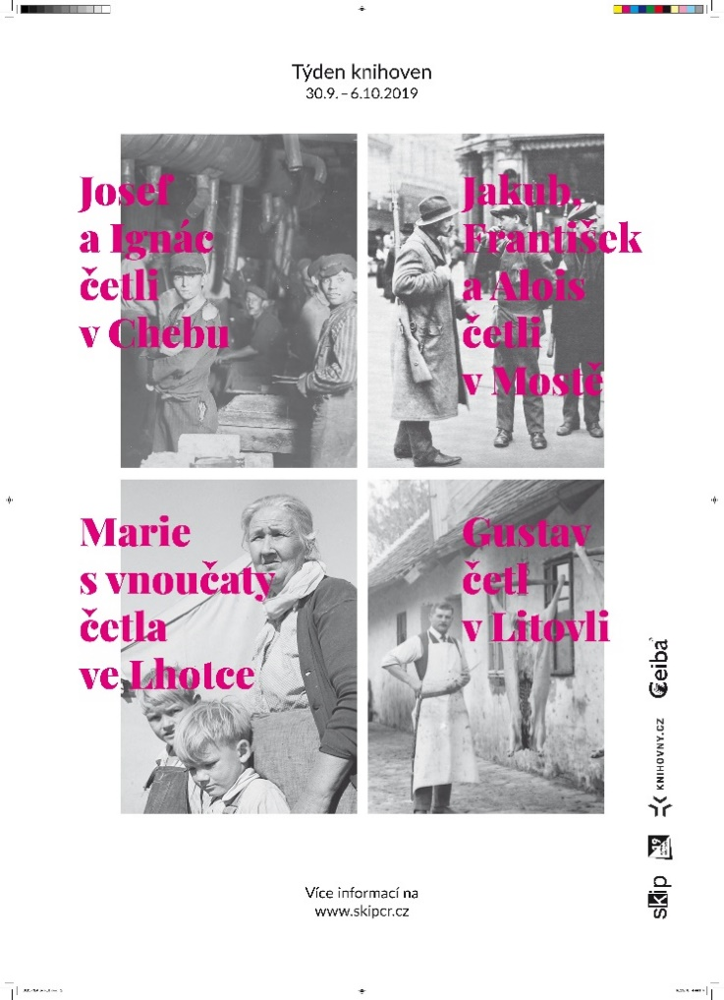 Týden knihoven
30.9. – 6.10.2019
Josef
a Ignác
četli
v Chebu
Jakub,
František
a Alois
četli
v Mostě
Marie
s vnoučaty
četla
ve Lhotce
Gustav
četl
v Litovli
Ceiba
KNIHOVNY.CZ
skip
Více informací na
www.skipcr.cz